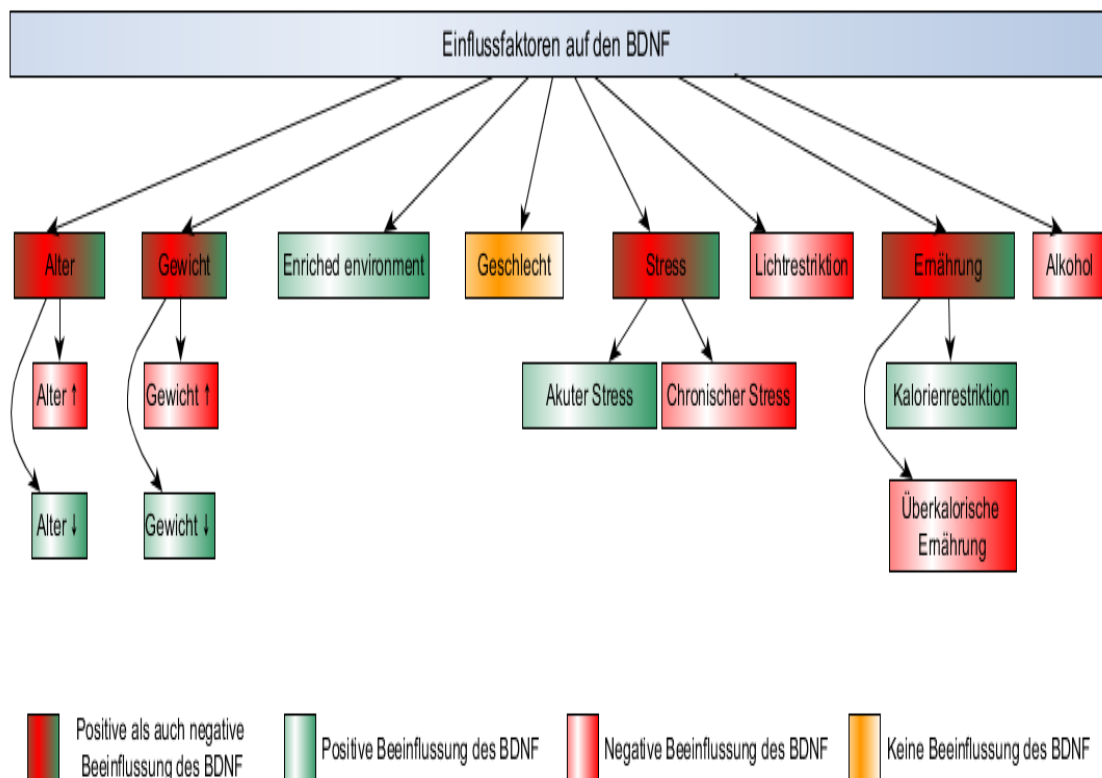 Einflussfaktoren auf den BDNF
Alter
Gewicht
Enriched environment
Geschlecht
Stress
Lichtrestriktion
Ernährung
Alkohol
Alter ↑
Gewicht ↑
Akuter Stress
Chronischer Stress
Kalorienrestriktion
Alter ↓
Gewicht ↓
Überkalorische
Ernährung
Positive als auch negative
Beeinflussung des BDNF
Positive Beeinflussung des BDNF
Negative Beeinflussung des BDNF
Keine Beeinflussung des BDNF